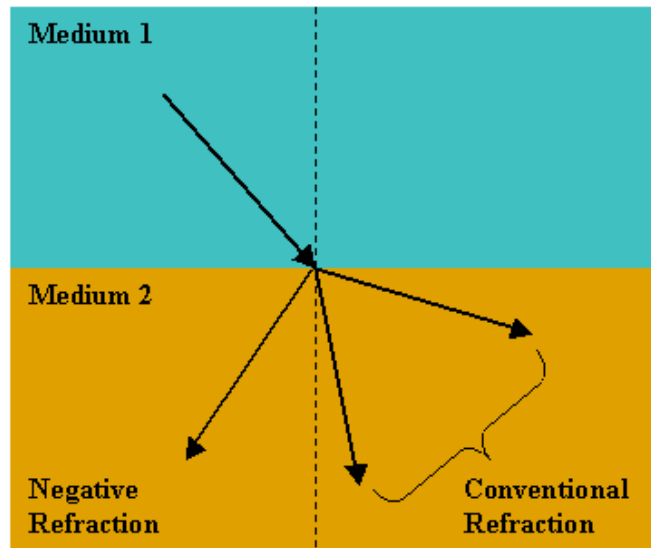 Medium 1
Medium 2
Negative
Refraction
Conventional
Refraction